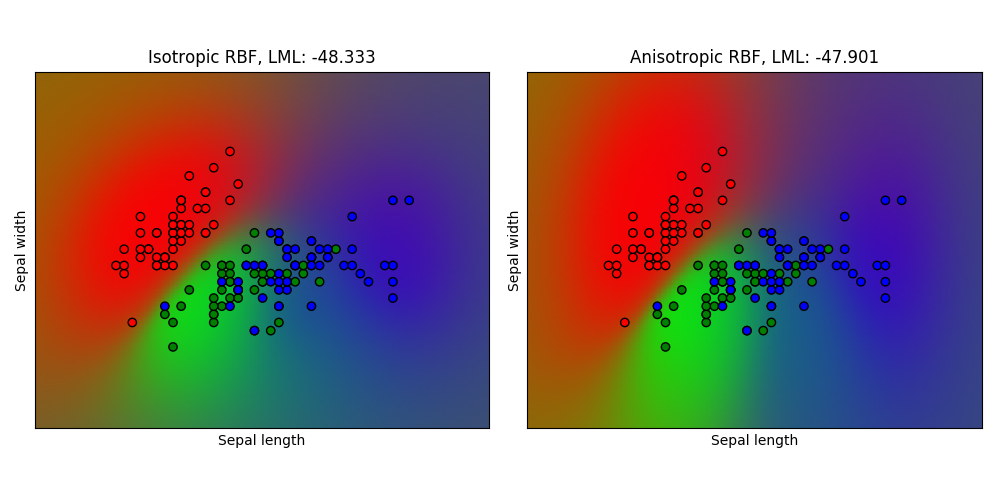 Isotropic RBF, LML: -48.333
Sepal width
Sepal length
Anisotropic RBF, LML: -47.901
Sepal width
Sepal length